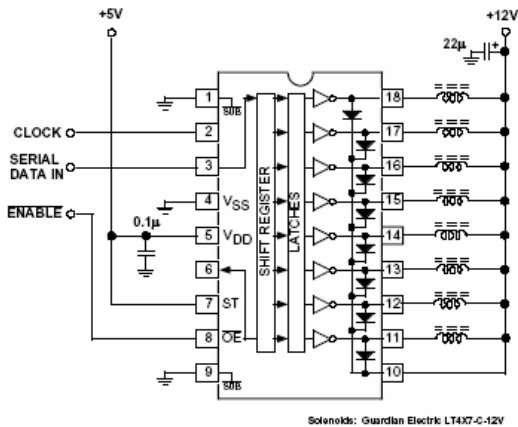 +5V
+12V
22μ
+
1
SUB
18
CLOCK
2
17
SERIAL
DATA IN
3
16
ENABLE
4
VSS
15
0.1μ
5
VDD
14
6
13
7
ST
12
8
OE
11
9
SUB
10
SHIFT REGISTER
LATCHES
Solenoids: Guardian Electric LT4X7-C-12V